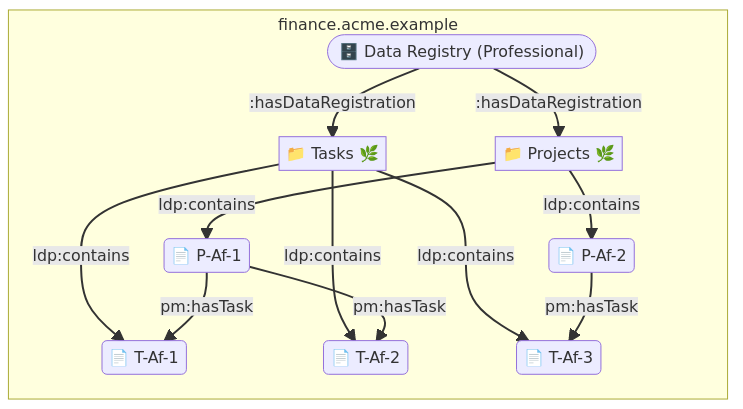 finance.acme.example
🗄️ Data Registry (Professional)
:hasDataRegistration
:hasDataRegistration
📁 Tasks 🌿
📁 Projects 🌿
ldp:contains
ldp:contains
ldp:contains
📄 P-Af-1
ldp:contains
ldp:contains
📄 P-Af-2
pm:hasTask
pm:hasTask
pm:hasTask
📄 T-Af-1
📄 T-Af-2
📄 T-Af-3